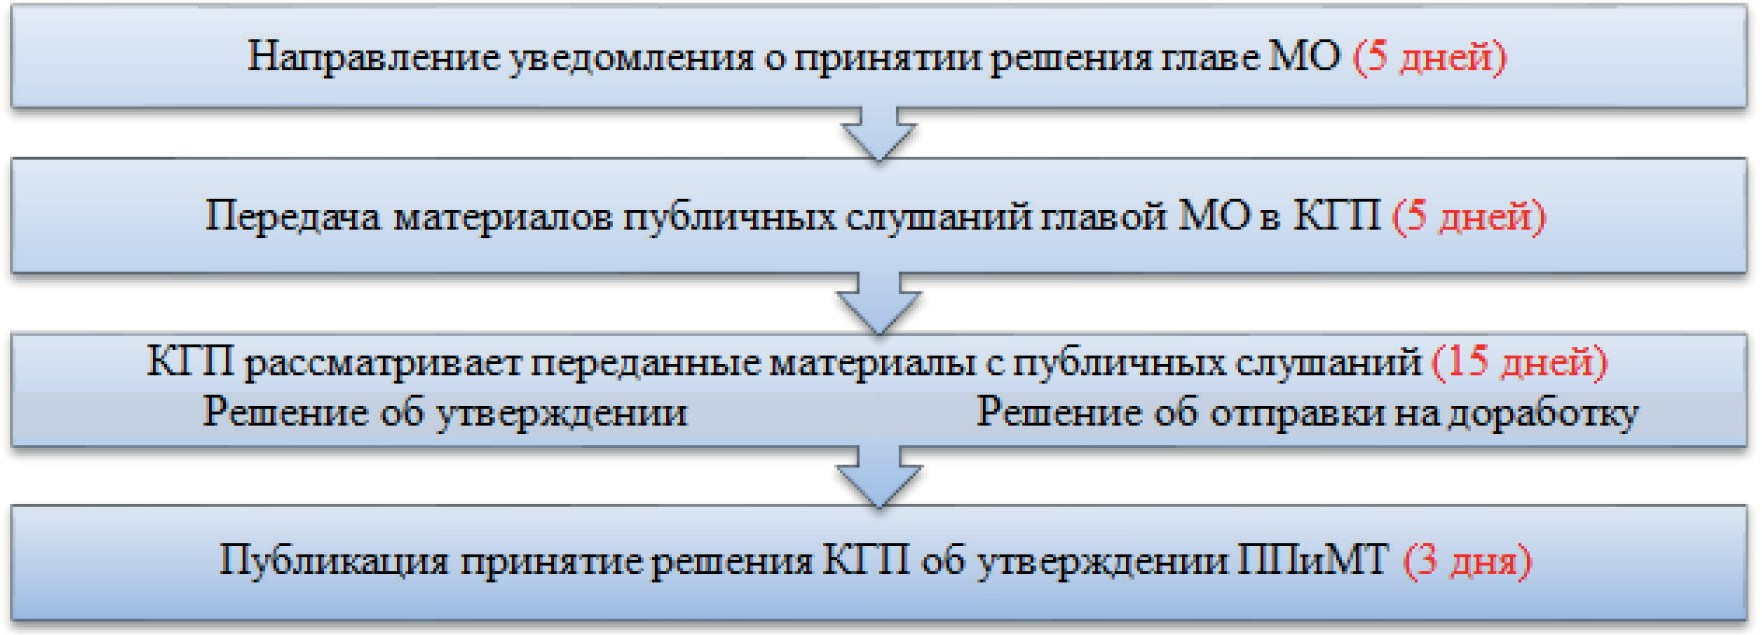 Направление уведомления о принятии решения главе МО (5 дней)
Передача материалов публичных слушаний главой МО в КГП (5 дней)
КГП рассматривает переданные материалы с публичных слушаний (15 дней)
Решение об утверждении Решение об отправки на доработку
Публикация принятие решения КГП об утверждении ППиМТ (3 дня)